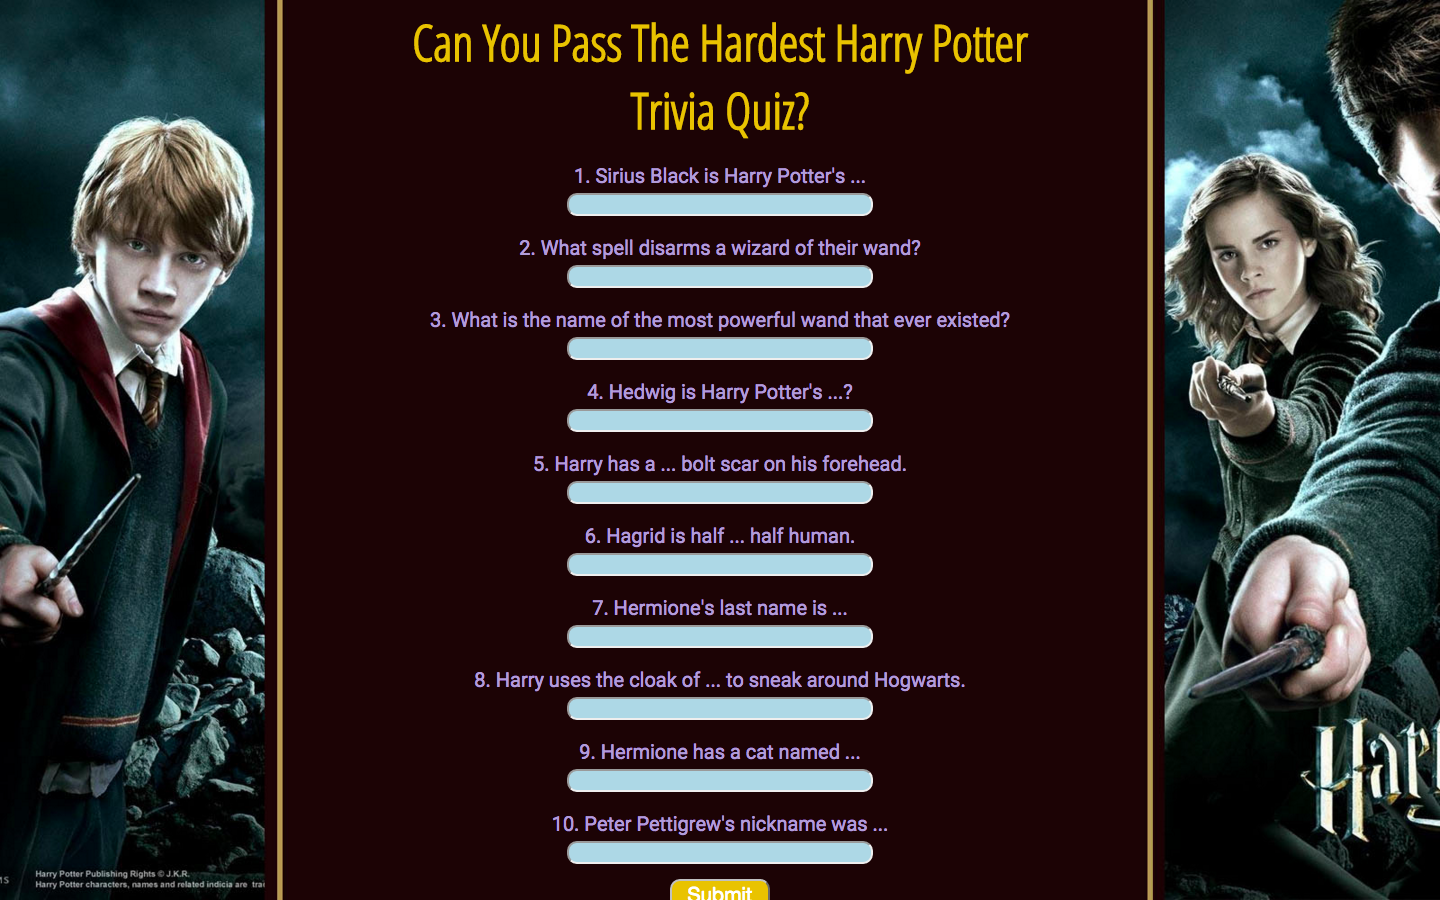 Can You Pass The Hardest Harry Potter
Trivia Quiz?
1. Sirius Black is Harry Potter's ...
2. What spell disarms a wizard of their wand?
3. What is the name of the most powerful wand that ever existed?
4. Hedwig is Harry Potter's ...?
5. Harry has a ... bolt scar on his forehead.
6. Hagrid is half ... half human.
7. Hermione's last name is ...
8. Harry uses the cloak of ... to sneak around Hogwarts.
9. Hermione has a cat named ...
10. Peter Pettigrew's nickname was ...
Submit
Harry Potter Publishing Rights © J.K.R.
Harry Potter characters, names and related indicia are